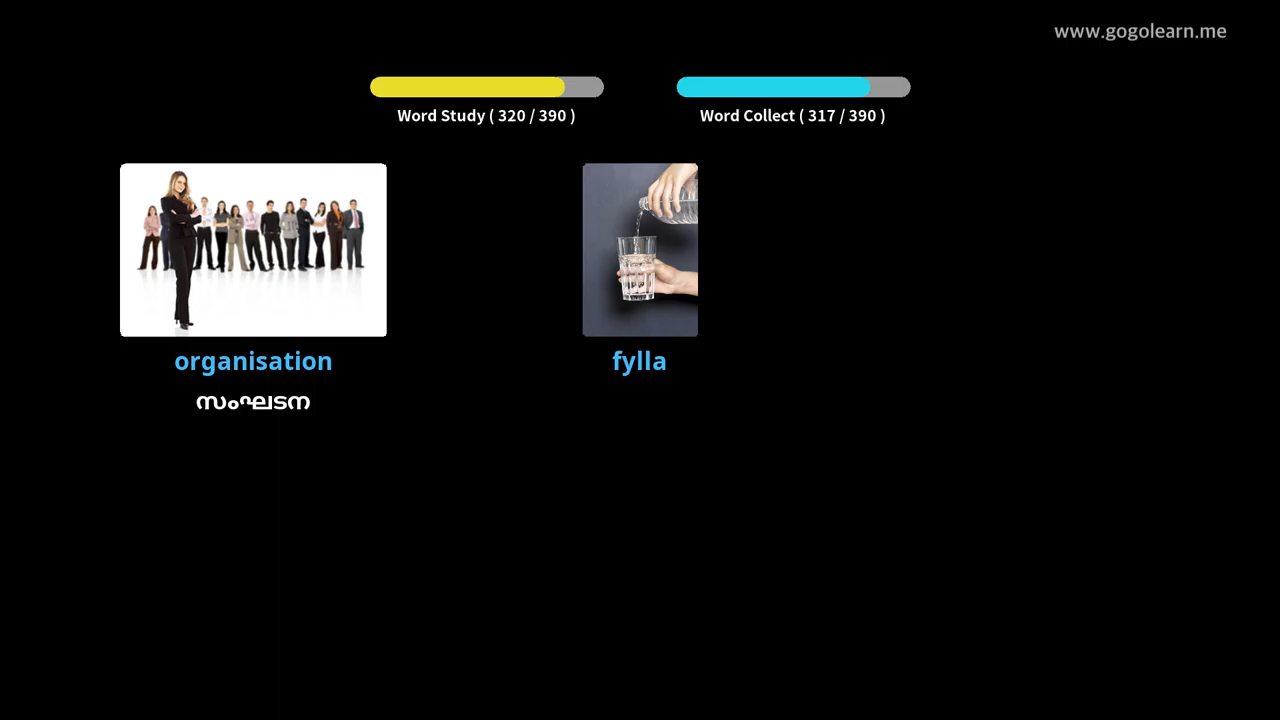 www.gogolearn.me
Word Study ( 320 / 390 )
Word Collect ( 317 / 390 )
organisation
സംഘടന
fylla